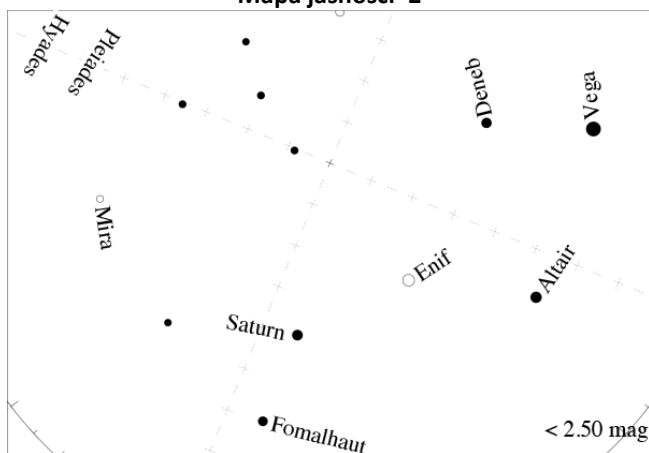 Mapa jasności -2
Hyades
Pleiades
Deneb
Vega
Mira
Enif
Altair
Saturn
Fomalhaut
< 2.50 mag